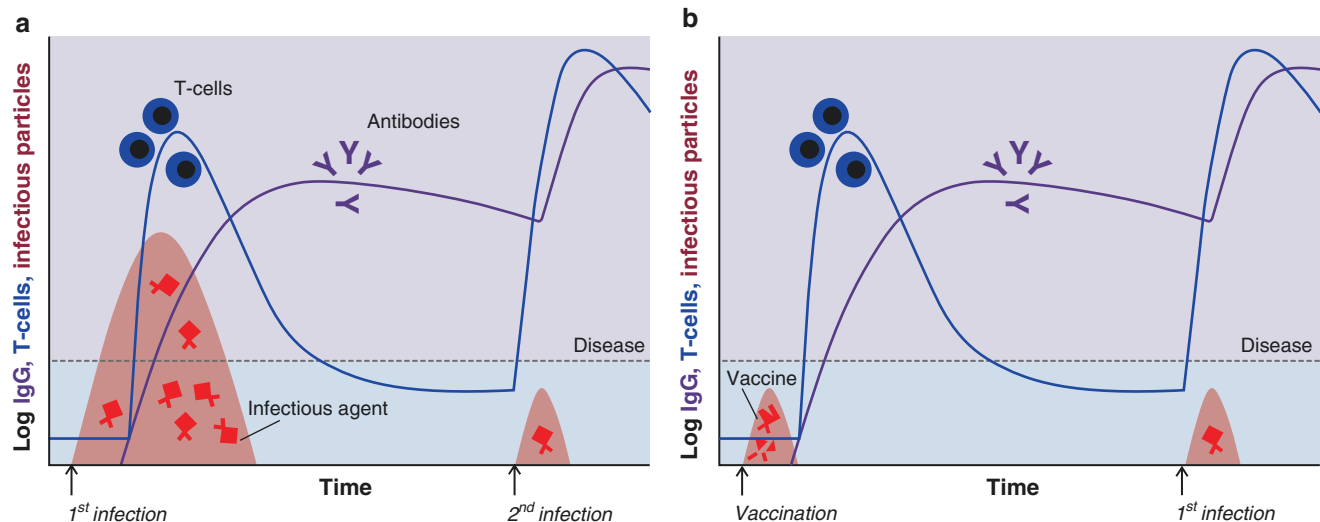 a
Log IgG, T-cells, infectious particles
T-cells
Antibodies
Disease
Infectious agent
Time
1st infection
2nd infection
b
Log IgG, T-cells, infectious particles
Antibodies
Disease
Vaccine
Time
Vaccination
1st infection